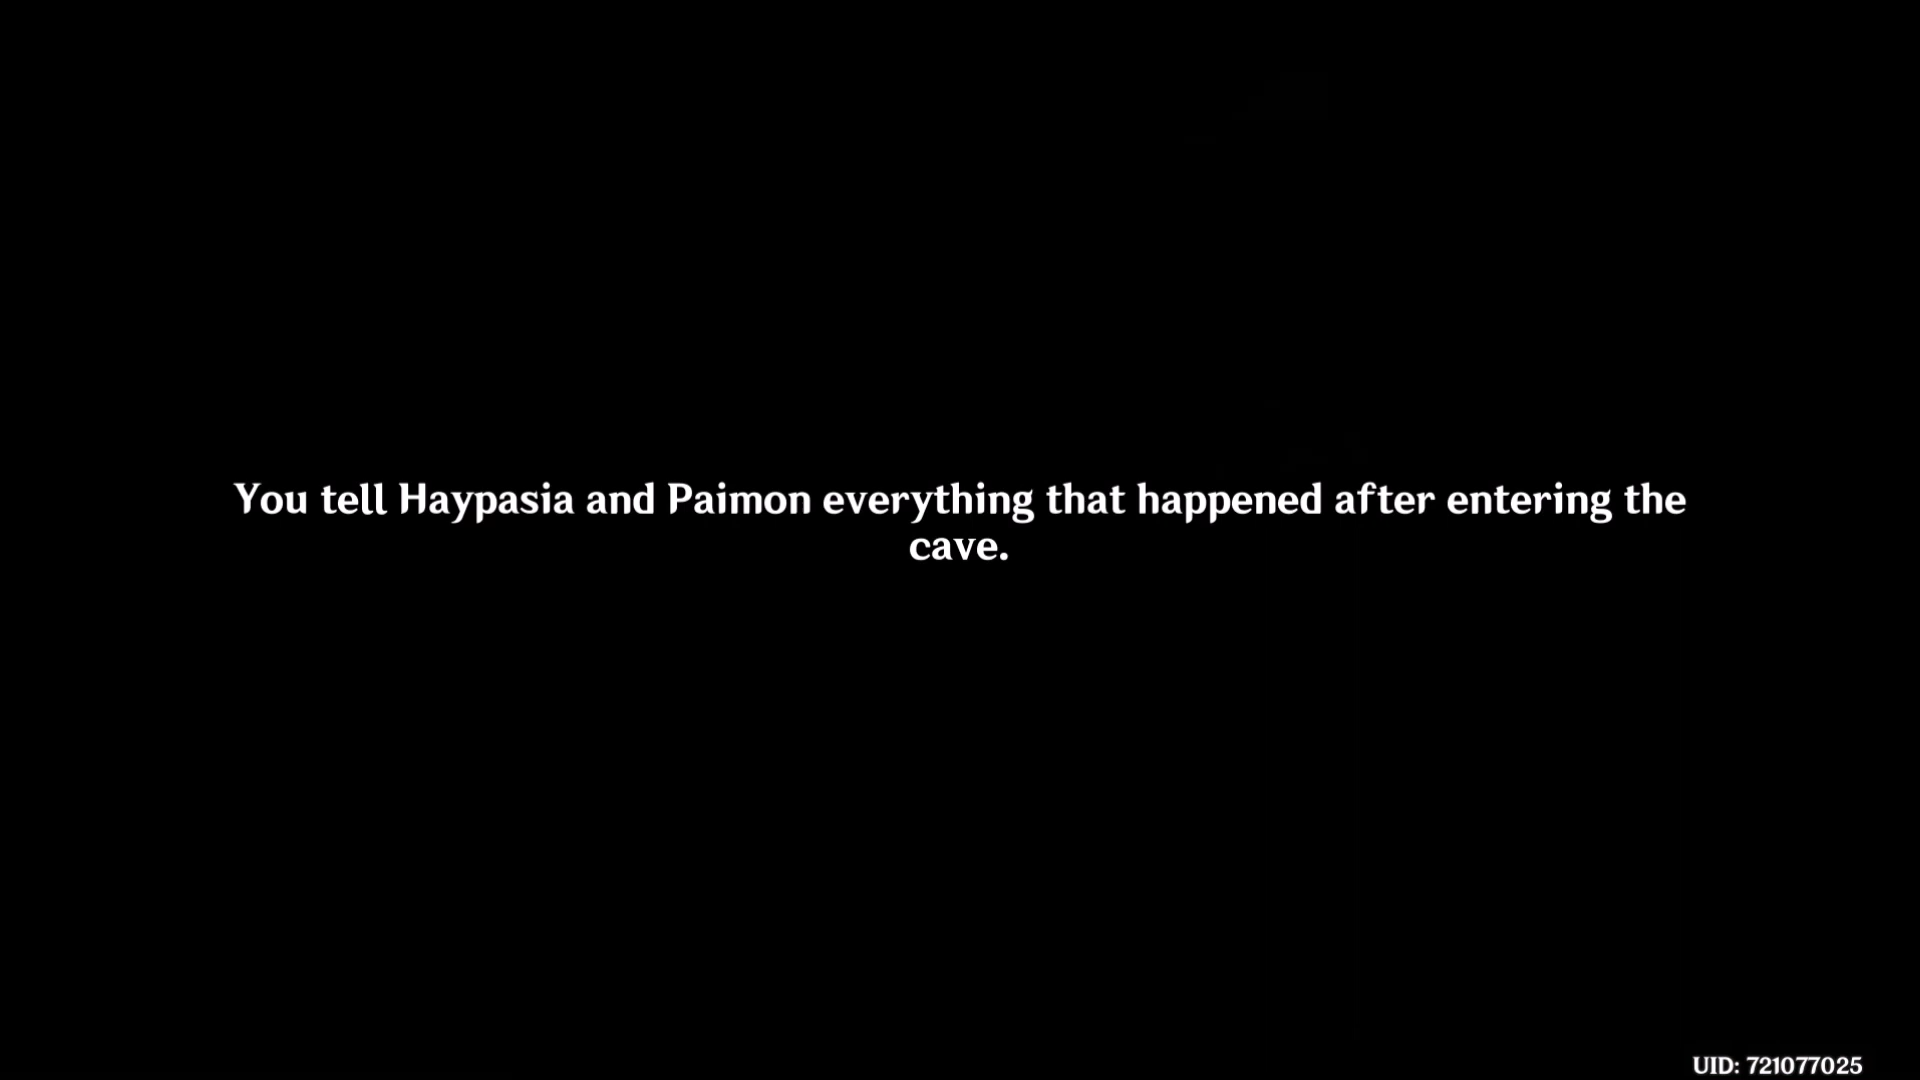 You tell Haypasia and Paimon everything that happened after entering the
cave.
UID: 721077025